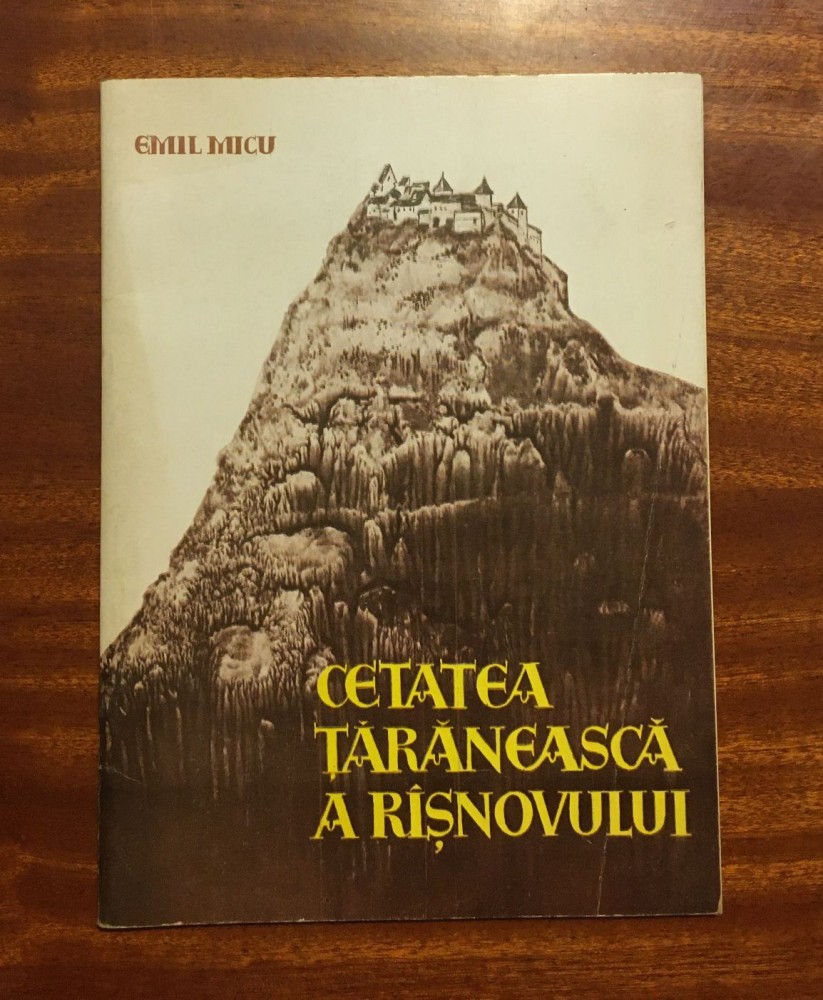 EMIL MICU
CETATEA
ȚĂRĂNEASCĂ
A RÎȘNOVULUI